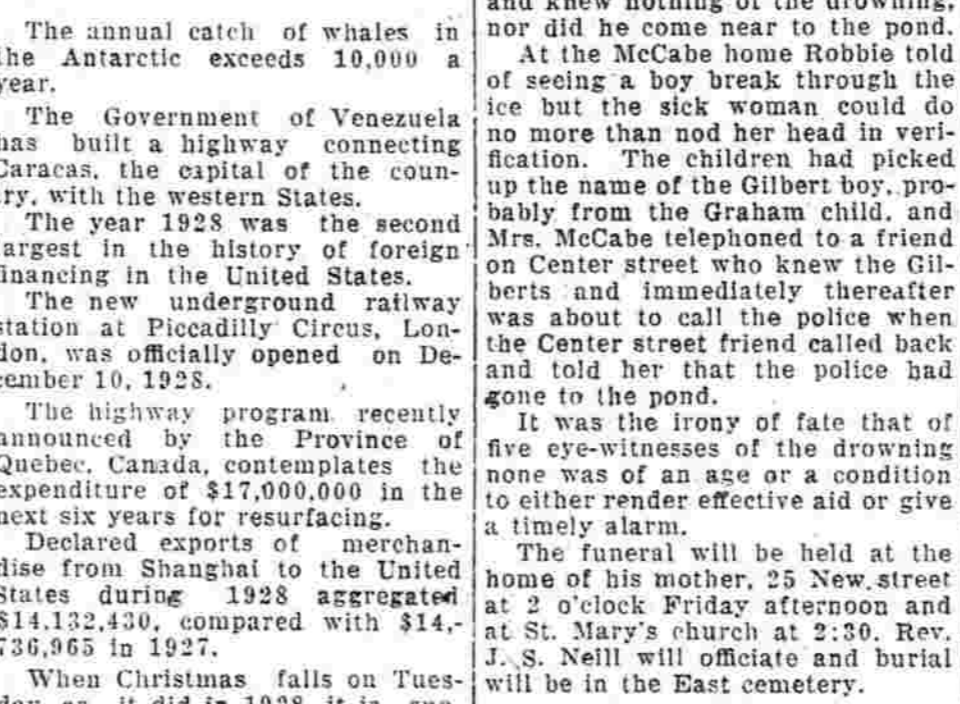 The annual catch of whales in
the Antarctic exceeds 10,000 a
year.
The Government of Venezuela
has built a highway connecting
Caracas, the capital of the coun-
try, with the western States.
The year 1928 was the second
largest in the history of foreign
financing in the United States.
The new underground railway
station at Piccadilly Circus, Lon-
don, was officially opened on De-
cember 10, 1928.
The highway program recently
announced by the Province of
Quebec, Canada, contemplates the
expenditure of $17,000,000 in the
next six years for resurfacing.
Declared exports of merchan-
dise from Shanghai to the United
States during 1928 aggregated
$14,132,430, compared with $14,-
736,965 in 1927.
When Christmas falls on Tues-
and knew nothing of the drowning,
nor did he come near to the pond.
At the McCabe home Robbie told
of seeing a boy break through the
ice but the sick woman could do
no more than nod her head in veri-
fication. The children had picked
up the name of the Gilbert boy, pro-
bably from the Graham child, and
Mrs. McCabe telephoned to a friend
on Center street who knew the Gil-
berts and immediately thereafter
was about to call the police when
the Center street friend called back
and told her that the police had
gone to the pond.
It was the irony of fate that of
five eye-witnesses of the drowning
none was of an age or a condition
to either render effective aid or give
a timely alarm.
The funeral will be held at the
home of his mother, 25 New street
at 2 o'clock Friday afternoon and
at St. Mary's church at 2:30. Rev.
J. S. Neill will officiate and burial
will be in the East cemetery.